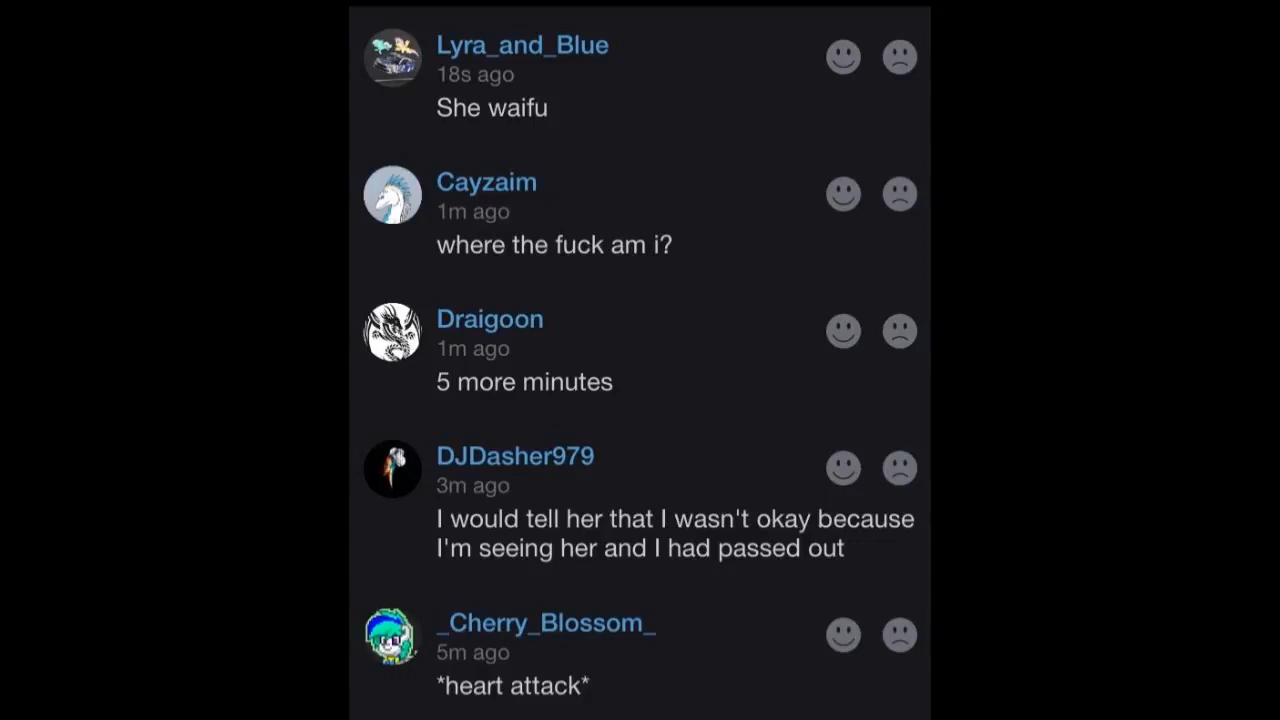 Lyra_and_Blue
18s ago
She waifu
Cayzaim
1m ago
where the fuck am i?
Draigoon
1m ago
5 more minutes
DJDasher979
3m ago
I would tell her that I wasn't okay because
I'm seeing her and I had passed out
_Cherry_Blossom_
5m ago
*heart attack*